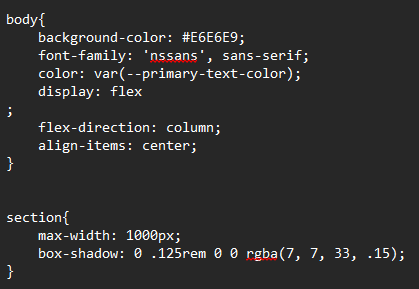 body{
    background-color: #E6E6E9;
    font-family: 'nssans', sans-serif;
    color: var(--primary-text-color);
    display: flex
;
    flex-direction: column;
    align-items: center;
}
section{
    max-width: 1000px;
    box-shadow: 0 .125rem 0 0 rgba(7, 7, 33, .15);
}